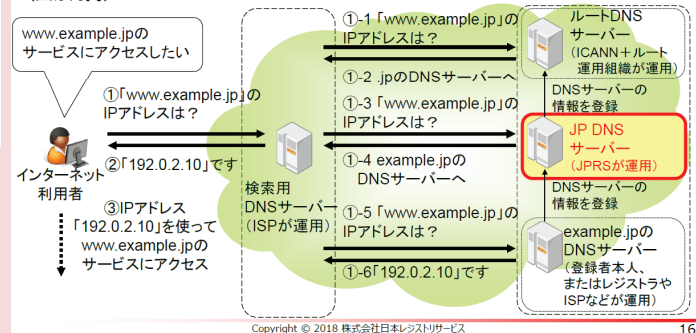 www.example.jpの
サービスにアクセスしたい
①「www.example.jp」の
IPアドレスは？
②「192.0.2.10」です
インターネット
利用者
③IPアドレス
「192.0.2.10」を使って
www.example.jpの
サービスにアクセス
検索用
DNSサーバー
（ISPが運用）
①-1「www.example.jp」の
IPアドレスは？
①-2 .jpのDNSサーバーへ
①-3「www.example.jp」の
IPアドレスは？
①-4 example.jpの
DNSサーバーへ
①-5「www.example.jp」の
IPアドレスは？
①-6「192.0.2.10」です
ルートDNS
サーバー
（ICANN＋ルート
運用組織が運用）
DNSサーバーの
情報を登録
JP DNS
サーバー
（JPRSが運用）
DNSサーバーの
情報を登録
example.jpの
DNSサーバー
（登録者本人、
またはレジストラや
ISPなどが運用）
Copyright © 2018 株式会社日本レジストリサービス
16